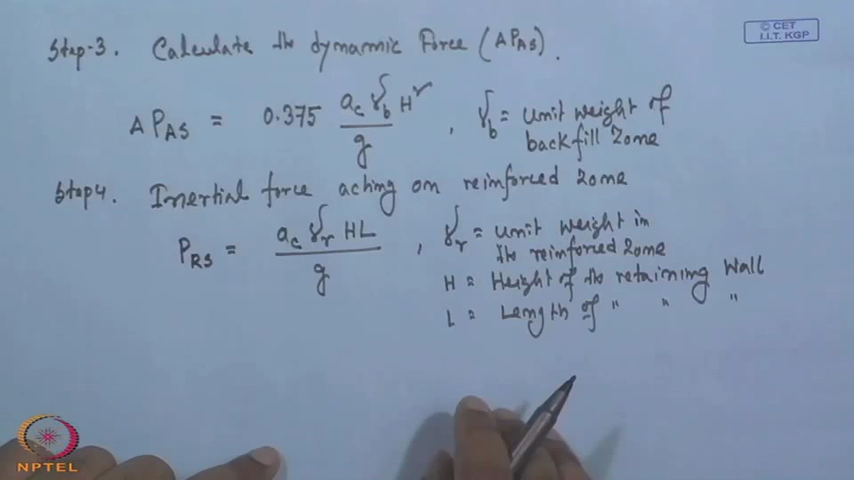 © CET
I.I.T. KGP
Step-3. Calculate the dynamic Force (ΔPAS).
ΔPAS = 0.375 ac γb H² / g , γb = unit weight of
backfill zone
Step4. Inertial force acting on reinforced zone
PRS = ac γr HL / g , γr = unit weight in
the reinforced zone
H = Height of the retaining wall
L = Length of " " "
NPTEL